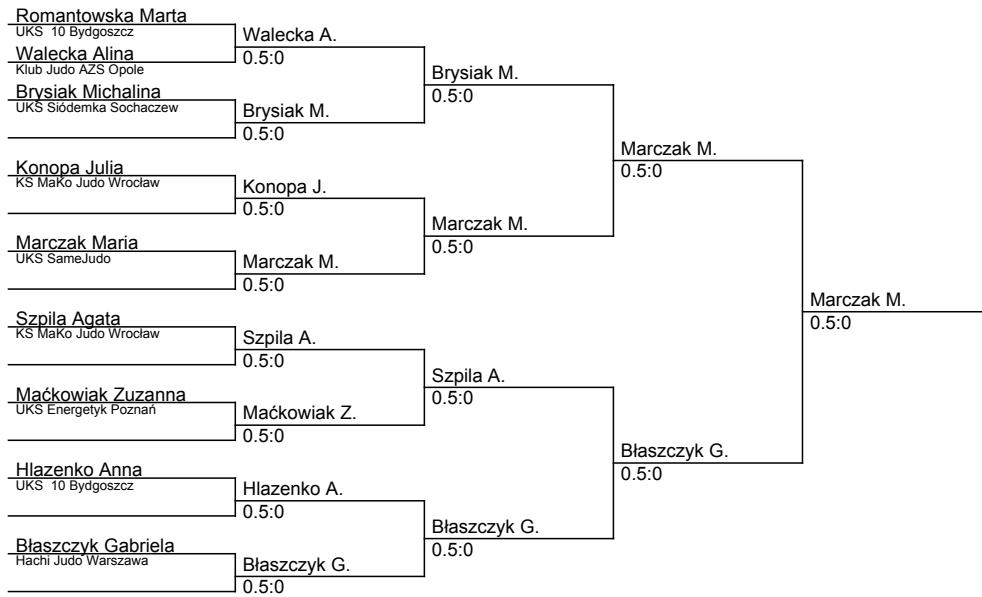 Romantowska Marta
UKS  10 Bydgoszcz
Walecka Alina
Klub Judo AZS Opole
Brysiak Michalina
UKS Siódemka Sochaczew
Konopa Julia
KS MaKo Judo Wrocław
Marczak Maria
UKS SameJudo
Szpila Agata
KS MaKo Judo Wrocław
Maćkowiak Zuzanna
UKS Energetyk Poznań
Hlazenko Anna
UKS  10 Bydgoszcz
Błaszczyk Gabriela
Hachi Judo Warszawa
Walecka A.
0.5:0
Brysiak M.
0.5:0
Konopa J.
0.5:0
Marczak M.
0.5:0
Szpila A.
0.5:0
Maćkowiak Z.
0.5:0
Hlazenko A.
0.5:0
Błaszczyk G.
0.5:0
Brysiak M.
0.5:0
Marczak M.
0.5:0
Szpila A.
0.5:0
Błaszczyk G.
0.5:0
Marczak M.
0.5:0
Błaszczyk G.
0.5:0
Marczak M.
0.5:0